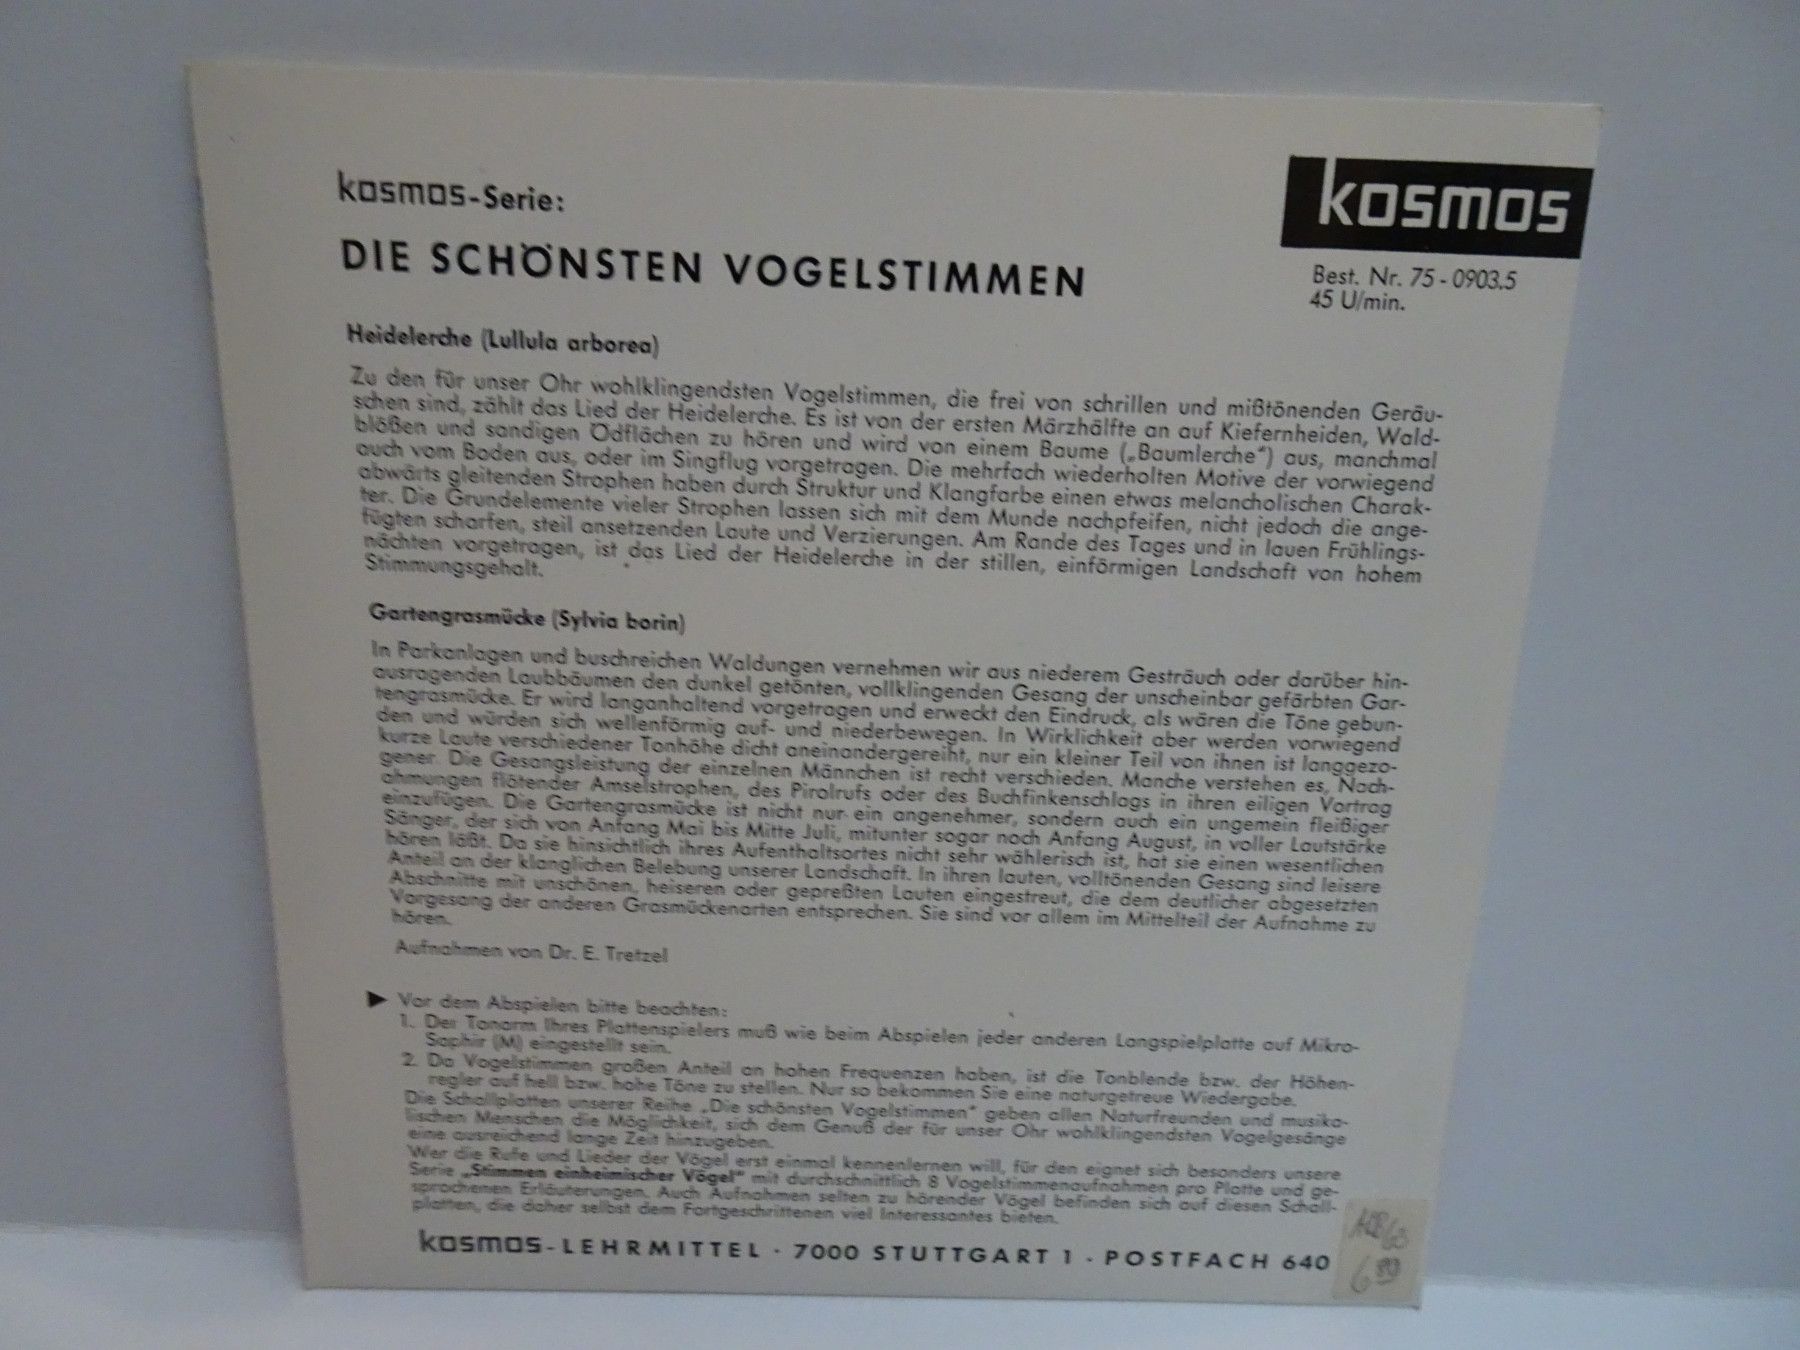 kosmos-Serie:
DIE SCHÖNSTEN VOGELSTIMMEN
kosmos
Best. Nr. 75-0903.5
45 U/min.
Heidelerche (Lullula arborea)
Zu den für unser Ohr wohlklingendsten Vogelstimmen, die frei von schrillen und mißtönenden Geräu-
schen sind, zählt das Lied der Heidelerche. Es ist von der ersten Märzhälfte an auf Kiefernheiden, Wald-
blößen und sandigen Ödflächen zu hören und wird von einem Baume („Baumlerche“) aus, manchmal
auch vom Boden aus, oder im Singflug vorgetragen. Die mehrfach wiederholten Motive der vorwiegend
abwärts gleitenden Strophen haben durch Struktur und Klangfarbe einen etwas melancholischen Charak-
ter. Die Grundelemente vieler Strophen lassen sich mit dem Munde nachpfeifen, nicht jedoch die ange-
fügten scharfen, steil ansetzenden Laute und Verzierungen. Am Rande des Tages und in lauen Frühlings-
nächten vorgetragen, ist das Lied der Heidelerche in der stillen, einförmigen Landschaft von hohem
Stimmungsgehalt.
Gartengrasmücke (Sylvia borin)
In Parkanlagen und buschreichen Waldungen vernehmen wir aus niederem Gesträuch oder darüber hin-
ausragenden Laubbäumen den dunkel getönten, vollklingenden Gesang der unscheinbar gefärbten Gar-
tengrasmücke. Er wird langanhaltend vorgetragen und erweckt den Eindruck, als wären die Töne gebun-
den und würden sich wellenförmig auf- und niederbewegen. In Wirklichkeit aber werden vorwiegend
kurze Laute verschiedener Tonhöhe dicht aneinandergereiht, nur ein kleiner Teil von ihnen ist langgezo-
gener. Die Gesangsleistung der einzelnen Männchen ist recht verschieden. Manche verstehen es, Nach-
ahmungen flötender Amselstrophen, des Pirolrufs oder des Buchfinkenschlags in ihren eiligen Vortrag
einzufügen. Die Gartengrasmücke ist nicht nur ein angenehmer, sondern auch ein ungemein fleißiger
Sänger, der sich von Anfang Mai bis Mitte Juli, mitunter sogar noch Anfang August, in voller Lautstärke
hören läßt. Da sie hinsichtlich ihres Aufenthaltsortes nicht sehr wählerisch ist, hat sie einen wesentlichen
Anteil an der klanglichen Belebung unserer Landschaft. In ihren lauten, volltönenden Gesang sind leisere
Abschnitte mit unschönen, heiseren oder gepreßten Lauten eingestreut, die dem deutlicher abgesetzten
Vorgesang der anderen Grasmückenarten entsprechen. Sie sind vor allem im Mittelteil der Aufnahme zu
hören.
Aufnahmen von Dr. E. Tretzel
▶ Vor dem Abspielen bitte beachten:
1. Der Tonarm Ihres Plattenspielers muß wie beim Abspielen jeder anderen Langspielplatte auf Mikro-
Saphir (M) eingestellt sein.
2. Da Vogelstimmen großen Anteil an hohen Frequenzen haben, ist die Tonblende bzw. der Höhen-
regler auf hell bzw. hohe Töne zu stellen. Nur so bekommen Sie eine naturgetreue Wiedergabe.
Die Schallplatten unserer Reihe „Die schönsten Vogelstimmen“ geben allen Naturfreunden und musika-
lischen Menschen die Möglichkeit, sich dem Genuß der für unser Ohr wohlklingendsten Vogelgesänge
eine ausreichend lange Zeit hinzugeben.
Wer die Rufe und Lieder der Vögel erst einmal kennenlernen will, für den eignet sich besonders unsere
Serie „Stimmen einheimischer Vögel“ mit durchschnittlich 8 Vogelstimmenaufnahmen pro Platte und ge-
sprochenen Erläuterungen. Auch Aufnahmen selten zu hörender Vögel befinden sich auf diesen Schall-
platten, die daher selbst dem Fortgeschrittenen viel Interessantes bieten.
kosmos-LEHRMITTEL · 7000 STUTTGART 1 · POSTFACH 640
6 80